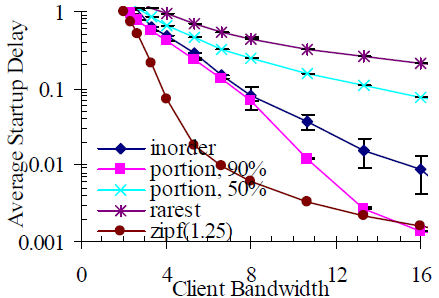 1
Average Startup Delay
0.1
0.01
0.001
inorder
portion, 90%
portion, 50%
rarest
zipf(1.25)
0 4 8 12 16
Client Bandwidth